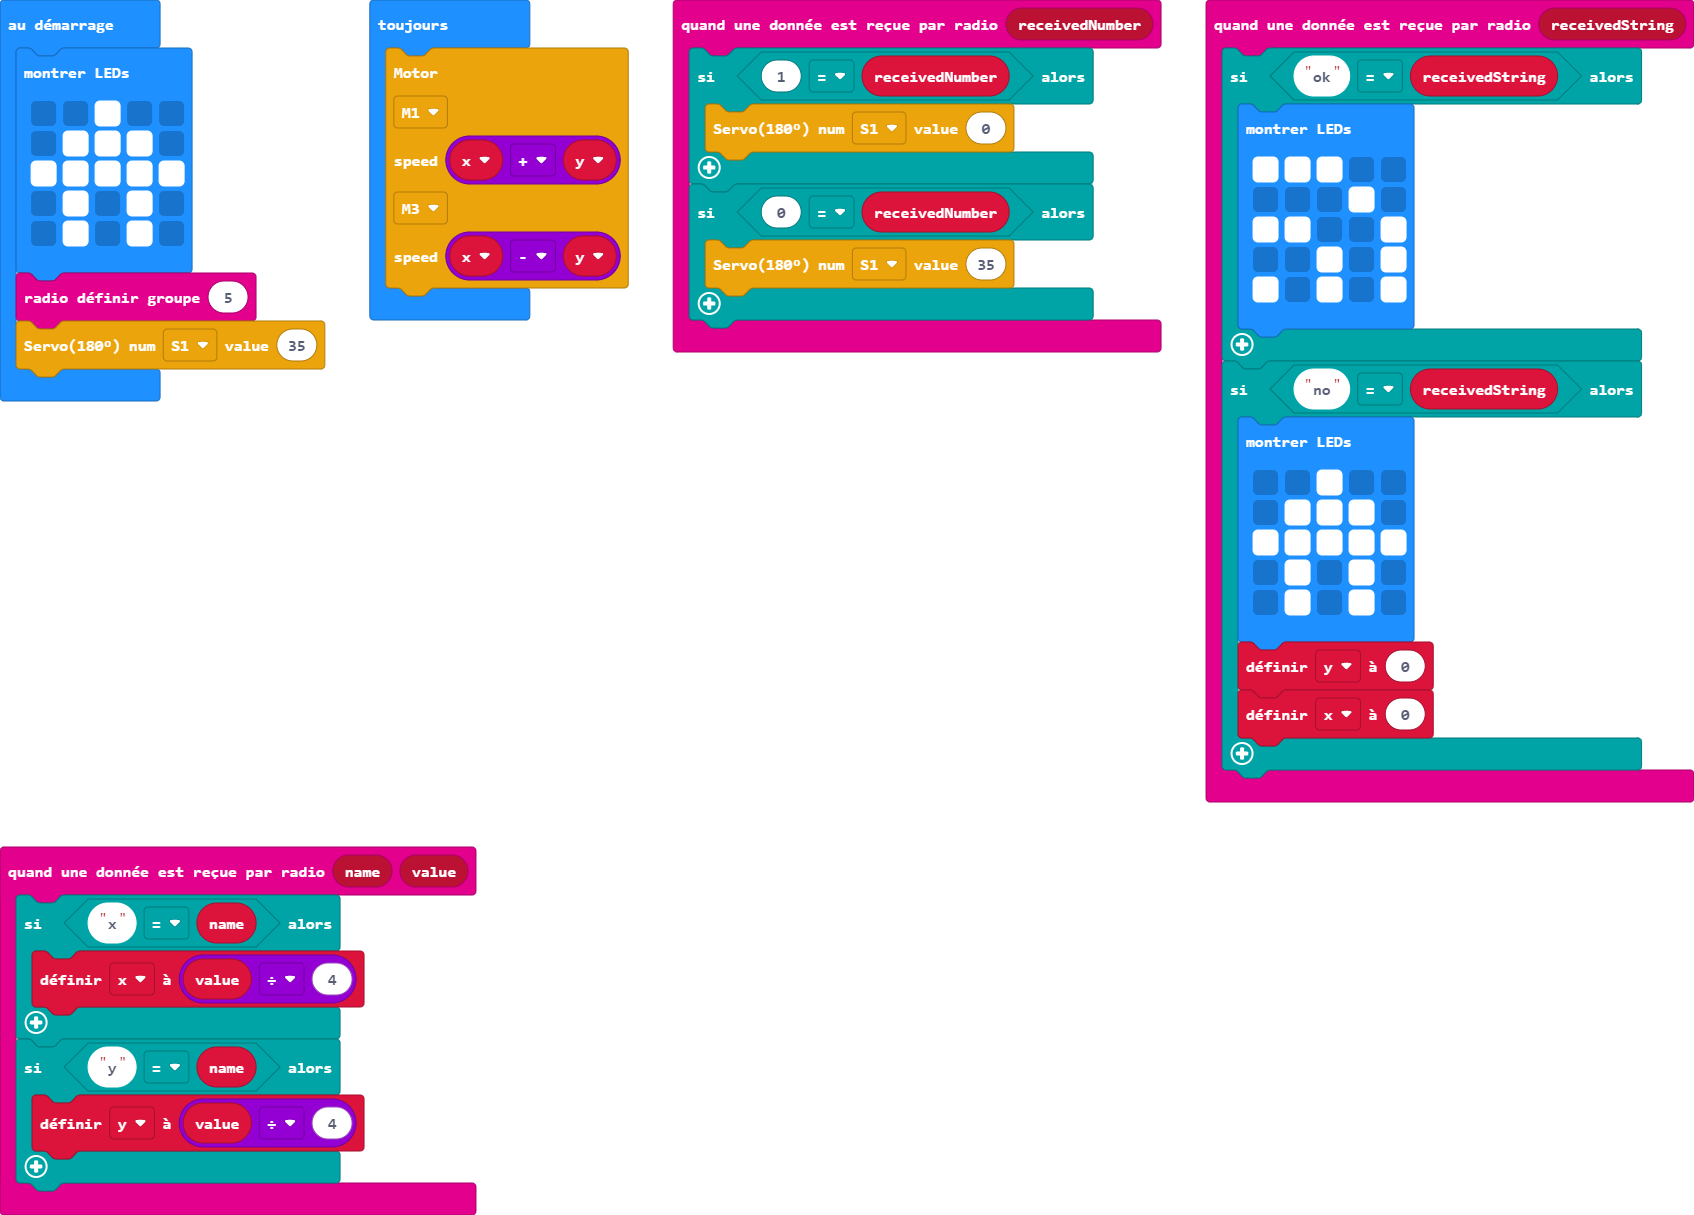 au démarrage
montrer LEDs
radio définir groupe 5
Servo(180°) num S1 value 35
toujours
Motor
M1
speed x + y
M3
speed x - y
quand une donnée est reçue par radio receivedNumber
si 1 = receivedNumber alors
Servo(180°) num S1 value 0
si 0 = receivedNumber alors
Servo(180°) num S1 value 35
quand une donnée est reçue par radio receivedString
si "ok" = receivedString alors
montrer LEDs
si "no" = receivedString alors
montrer LEDs
définir y à 0
définir x à 0
quand une donnée est reçue par radio name value
si "x" = name alors
définir x à value ÷ 4
si "y" = name alors
définir y à value ÷ 4